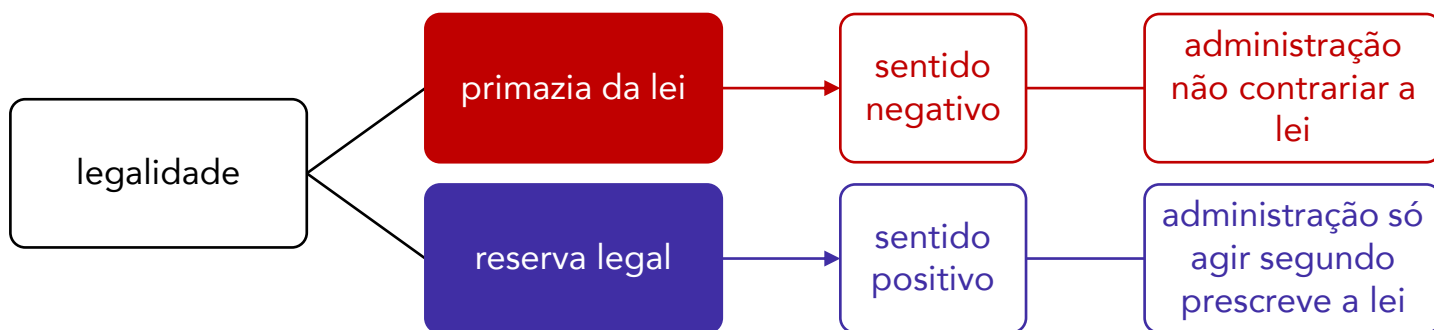 legalidade
primazia da lei
sentido
negativo
administração
não contrariar a
lei
reserva legal
sentido
positivo
administração só
agir segundo
prescreve a lei